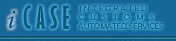 iCASE
INTEGRATED
CUSTOMS
AUTOMATED SERVICES